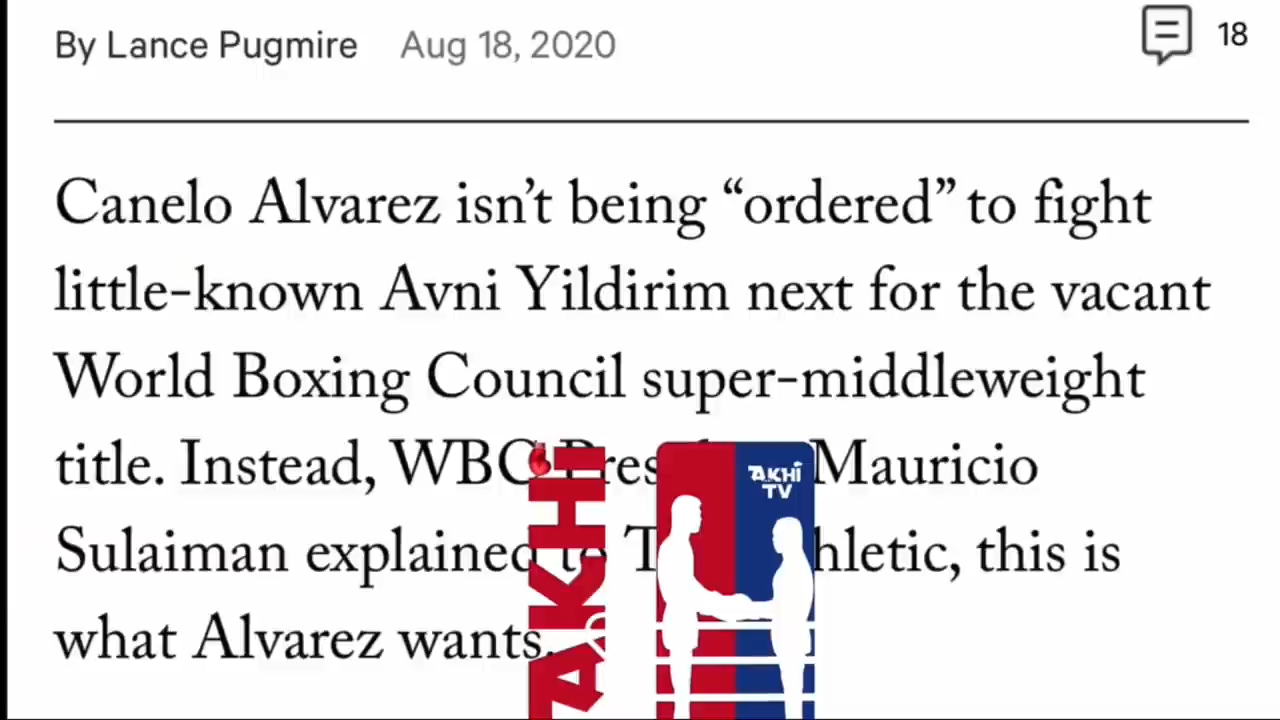 By Lance Pugmire Aug 18, 2020
18
Canelo Alvarez isn’t being “ordered” to fight
little-known Avni Yildirim next for the vacant
World Boxing Council super-middleweight
title. Instead, WBC Mauricio
Sulaiman explained to this is
what Alvarez wants.
AKHI
AKHI
TV